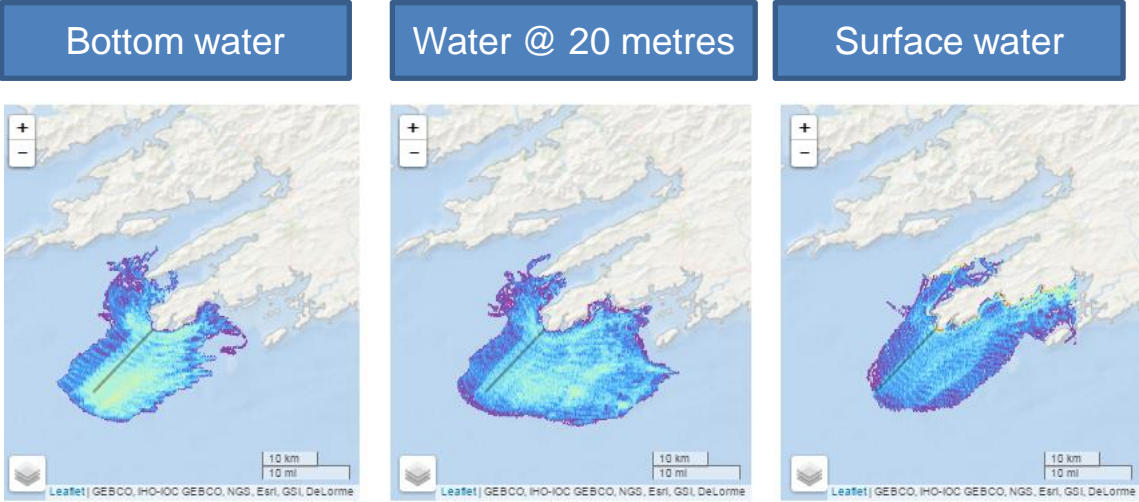 Bottom water
Water @ 20 metres
Surface water
+
−
10 km
10 mi
Leaflet | GEBCO, IHO-IOC GEBCO, NGS, Esri, GSI, DeLorme
+
−
10 km
10 mi
Leaflet | GEBCO, IHO-IOC GEBCO, NGS, Esri, GSI, DeLorme
+
−
10 km
10 mi
Leaflet | GEBCO, IHO-IOC GEBCO, NGS, Esri, GSI, DeLorme